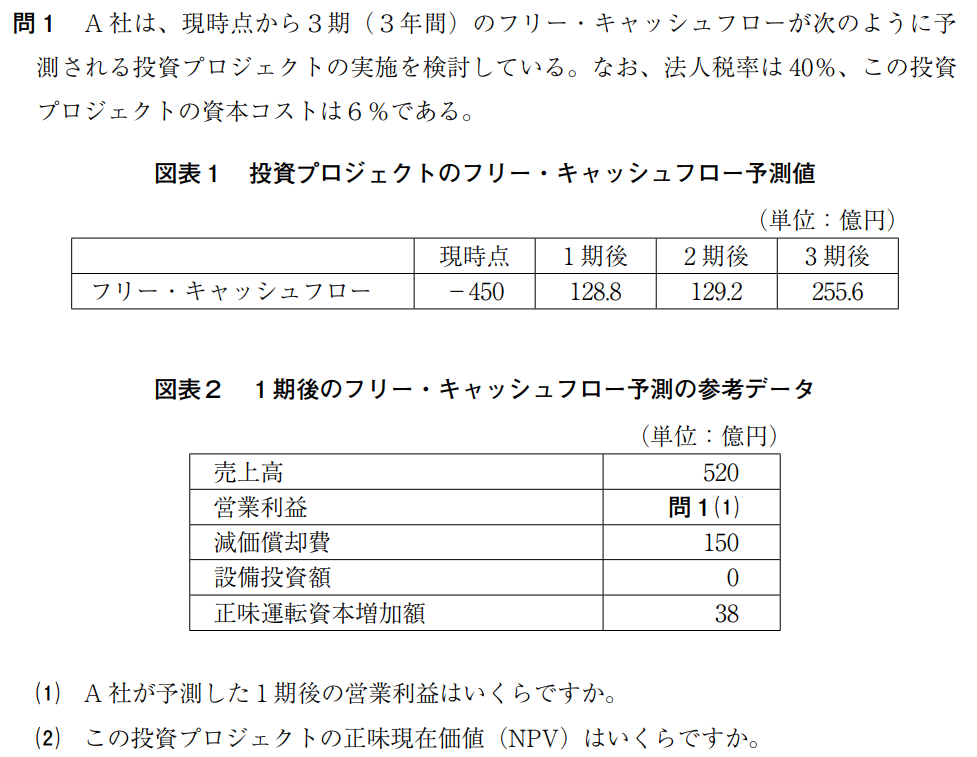 問1　A社は、現時点から3期（3年間）のフリー・キャッシュフローが次のように予
測される投資プロジェクトの実施を検討している。なお、法人税率は40％、この投資
プロジェクトの資本コストは6％である。
図表1　投資プロジェクトのフリー・キャッシュフロー予測値
（単位：億円）
現時点　1期後　2期後　3期後
フリー・キャッシュフロー　－450　128.8　129.2　255.6
図表2　1期後のフリー・キャッシュフロー予測の参考データ
（単位：億円）
売上高　520
営業利益　問1(1)
減価償却費　150
設備投資額　0
正味運転資本増加額　38
(1)　A社が予測した1期後の営業利益はいくらですか。
(2)　この投資プロジェクトの正味現在価値（NPV）はいくらですか。